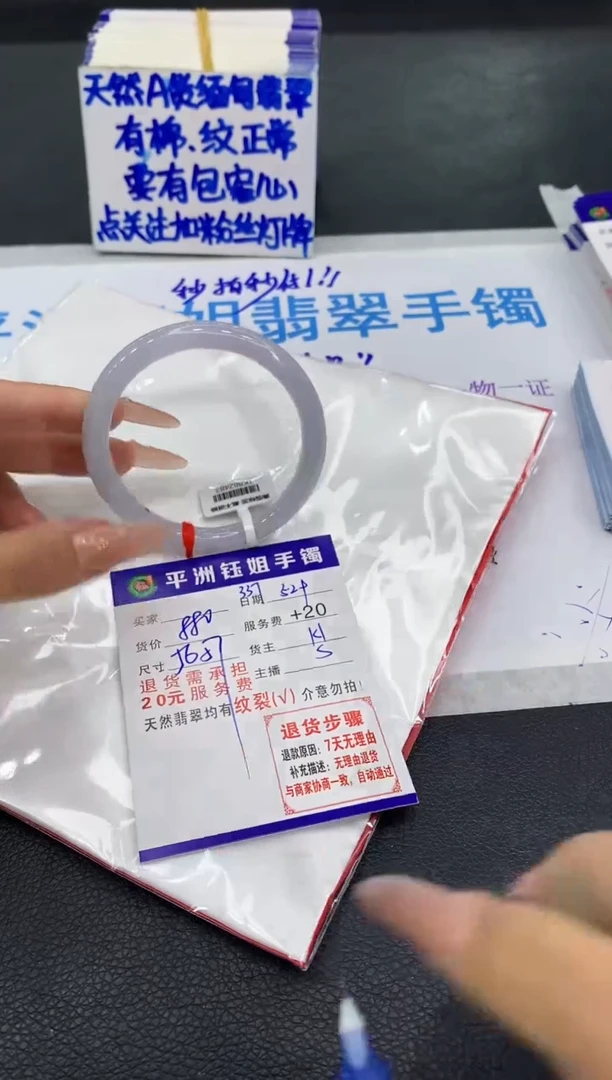 天然A货缅甸翡翠
有棉、纹正常
要有包容心
点关注加粉丝灯牌
秒拍秒付!!!
姐翡翠手镯
一物一证
平洲钰姐手镯
买家
337
日期 524
货价 880
服务费 +20
尺寸
货主
主播 S
退货需承担
20元服务费
天然翡翠均有纹裂(√) 介意勿拍!
退货步骤
退款原因: 7天无理由
补充描述: 无理由退货
与商家协商一致，自动通过